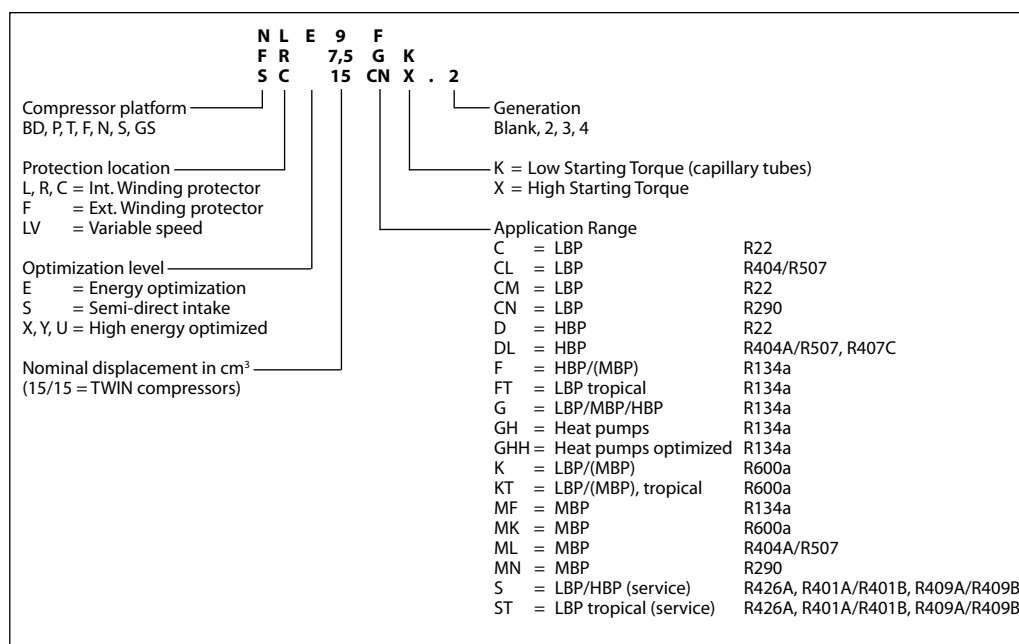 N L E 9 F
F R 7,5 G K
S C 15 CN X . 2
Compressor platform
BD, P, T, F, N, S, GS
Protection location
L, R, C = Int. Winding protector
F = Ext. Winding protector
LV = Variable speed
Optimization level
E = Energy optimization
S = Semi-direct intake
X, Y, U = High energy optimized
Nominal displacement in cm³
(15/15 = TWIN compressors)
Generation
Blank, 2, 3, 4
K = Low Starting Torque (capillary tubes)
X = High Starting Torque
Application Range
C = LBP R22
CL = LBP R404/R507
CM = LBP R22
CN = LBP R290
D = HBP R22
DL = HBP R404A/R507, R407C
F = HBP/(MBP) R134a
FT = LBP tropical R134a
G = LBP/MBP/HBP R134a
GH = Heat pumps R134a
GHH = Heat pumps optimized R134a
K = LBP/(MBP) R600a
KT = LBP/(MBP), tropical R600a
MF = MBP R134a
MK = MBP R600a
ML = MBP R404A/R507
MN = MBP R290
S = LBP/HBP (service) R426A, R401A/R401B, R409A/R409B
ST = LBP tropical (service) R426A, R401A/R401B, R409A/R409B